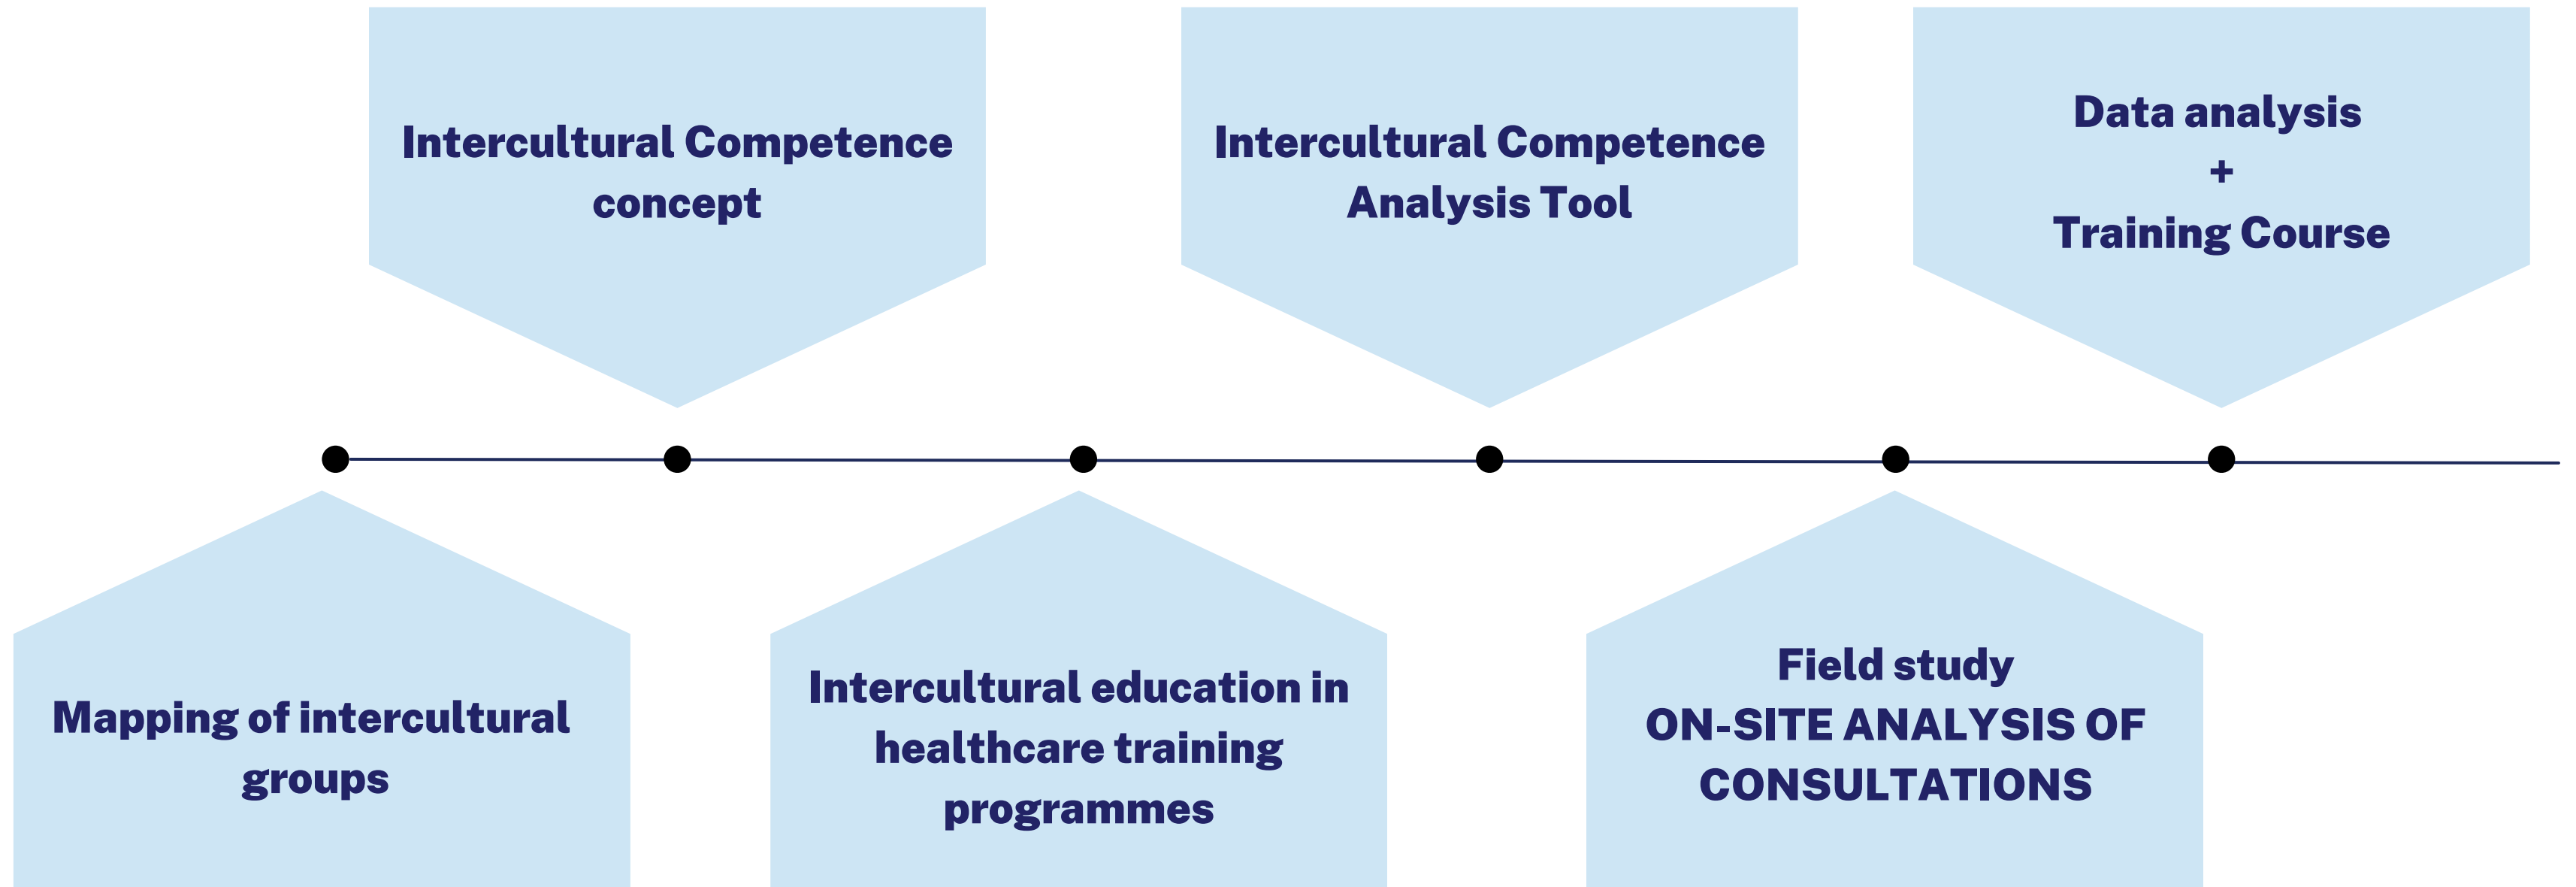 Intercultural Competence
concept
Intercultural Competence
Analysis Tool
Data analysis
+
Training Course
Mapping of intercultural
groups
Intercultural education in
healthcare training
programmes
Field study
ON-SITE ANALYSIS OF
CONSULTATIONS